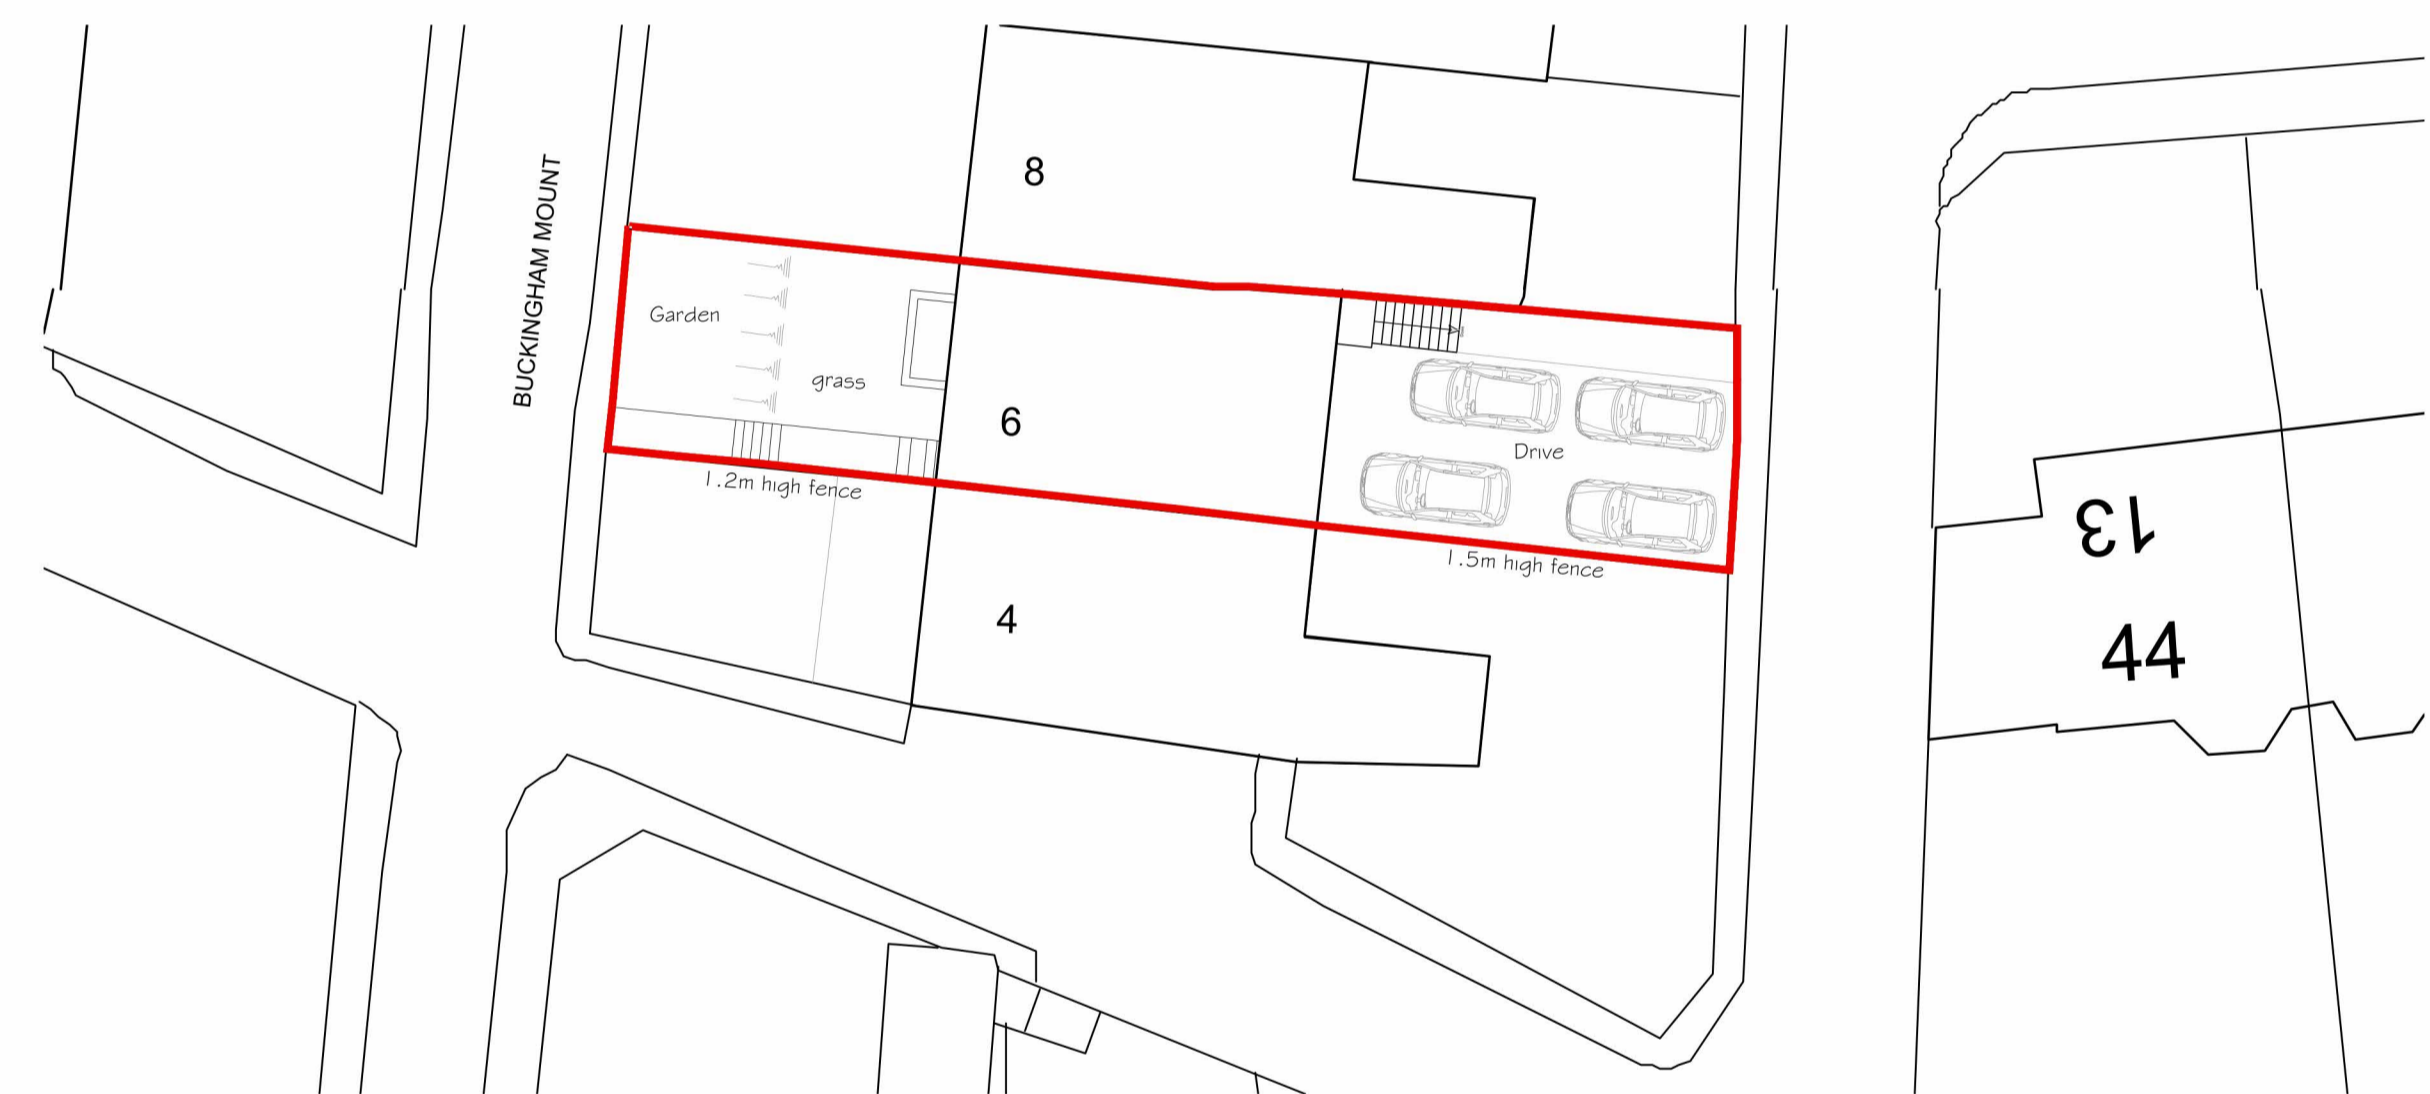 BUCKINGHAM MOUNT
8
Garden
grass
6
Drive
1.2m high fence
1.5m high fence
4
13
44